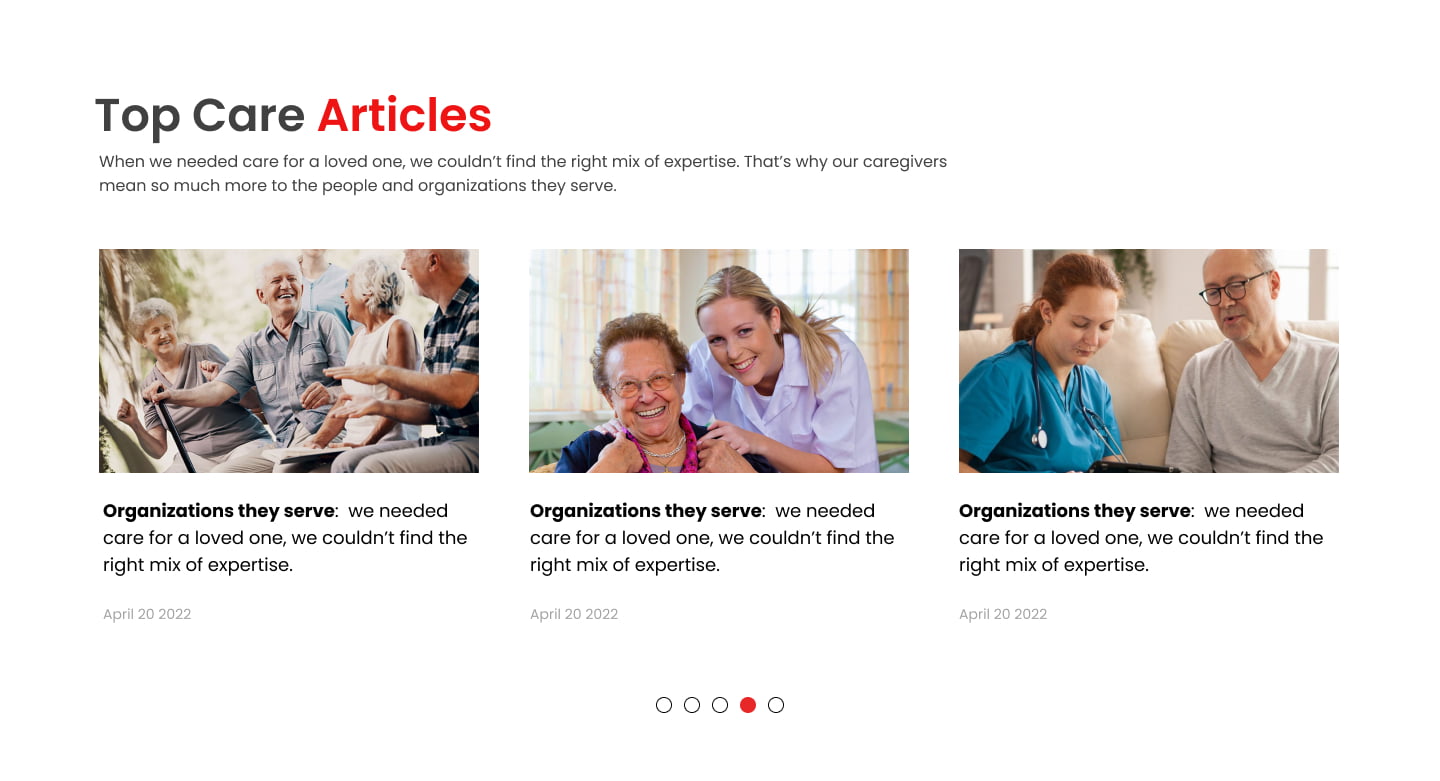 Top Care Articles
When we needed care for a loved one, we couldn’t find the right mix of expertise. That’s why our caregivers
mean so much more to the people and organizations they serve.
Organizations they serve:  we needed
care for a loved one, we couldn’t find the
right mix of expertise.
April 20 2022
Organizations they serve:  we needed
care for a loved one, we couldn’t find the
right mix of expertise.
April 20 2022
Organizations they serve:  we needed
care for a loved one, we couldn’t find the
right mix of expertise.
April 20 2022